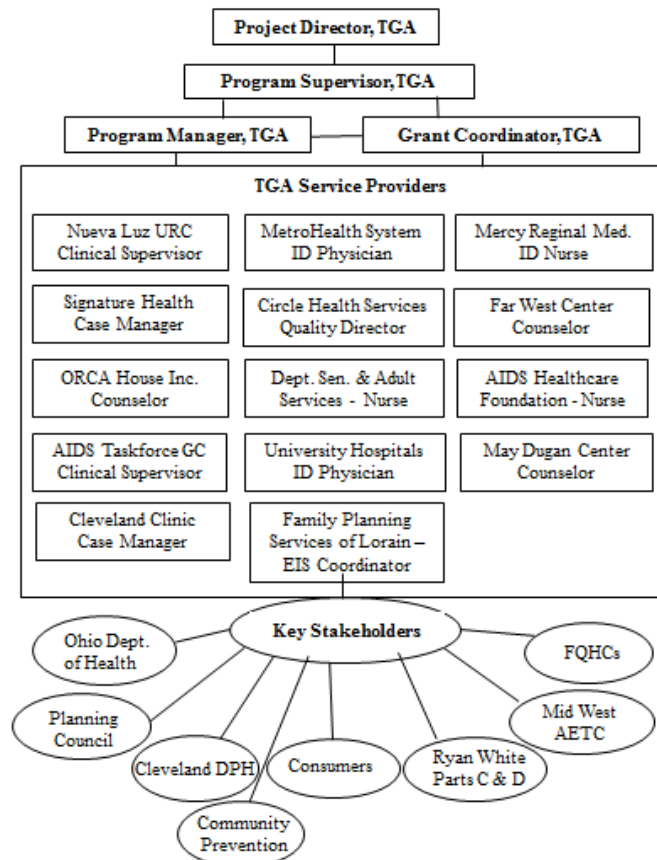 Project Director, TGA
Program Supervisor,TGA
Program Manager, TGA
Grant Coordinator, TGA
TGA Service Providers
Nueva Luz URC
Clinical Supervisor
MetroHealth System
ID Physician
Mercy Reginal Med.
ID Nurse
Signature Health
Case Manager
Circle Health Services
Quality Director
Far West Center
Counselor
ORCA House Inc.
Counselor
Dept. Sen. & Adult
Services - Nurse
AIDS Healthcare
Foundation - Nurse
AIDS Taskforce GC
Clinical Supervisor
University Hospitals
ID Physician
May Dugan Center
Counselor
Cleveland Clinic
Case Manager
Family Planning
Services of Lorain –
EIS Coordinator
Key Stakeholders
Ohio Dept.
of Health
FQHCs
Planning
Council
Mid West
AETC
Cleveland DPH
Consumers
Ryan White
Parts C & D
Community
Prevention